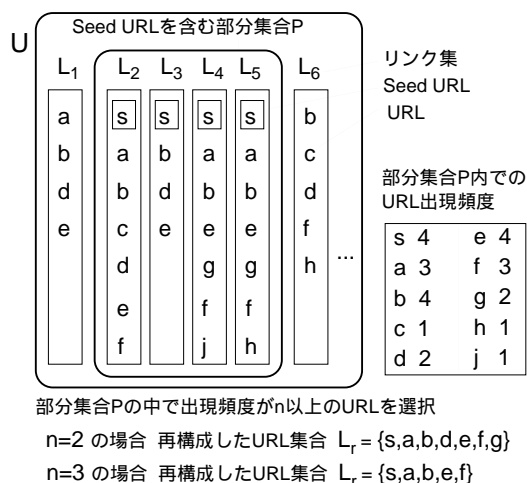 U
Seed URLを含む部分集合P
L1 L2 L3 L4 L5 L6
a s s s s b
b a b a a c
d b d b b d
e c e e e f
d g g h
e f f
f j h
...
リンク集
Seed URL
URL
部分集合P内での
URL出現頻度
s 4 e 4
a 3 f 3
b 4 g 2
c 1 h 1
d 2 j 1
部分集合Pの中で出現頻度がn以上のURLを選択
n=2 の場合 再構成したURL集合 Lr = {s,a,b,d,e,f,g}
n=3 の場合 再構成したURL集合 Lr = {s,a,b,e,f}